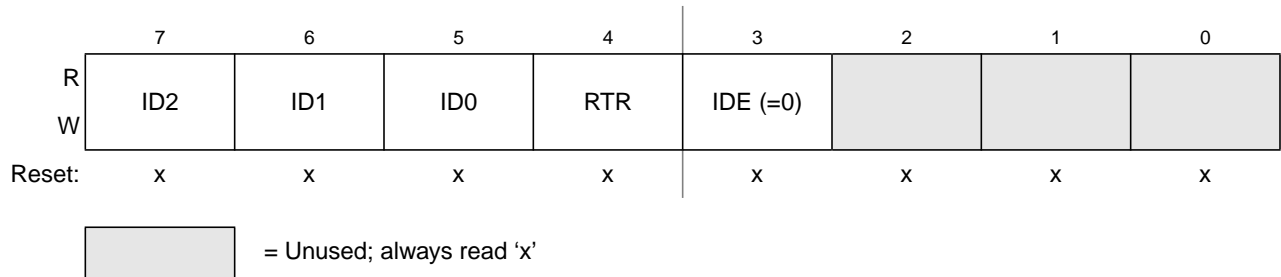 7 6 5 4 3 2 1 0
R
W
ID2 ID1 ID0 RTR IDE (=0)
Reset: x x x x x x x x
= Unused; always read ‘x’